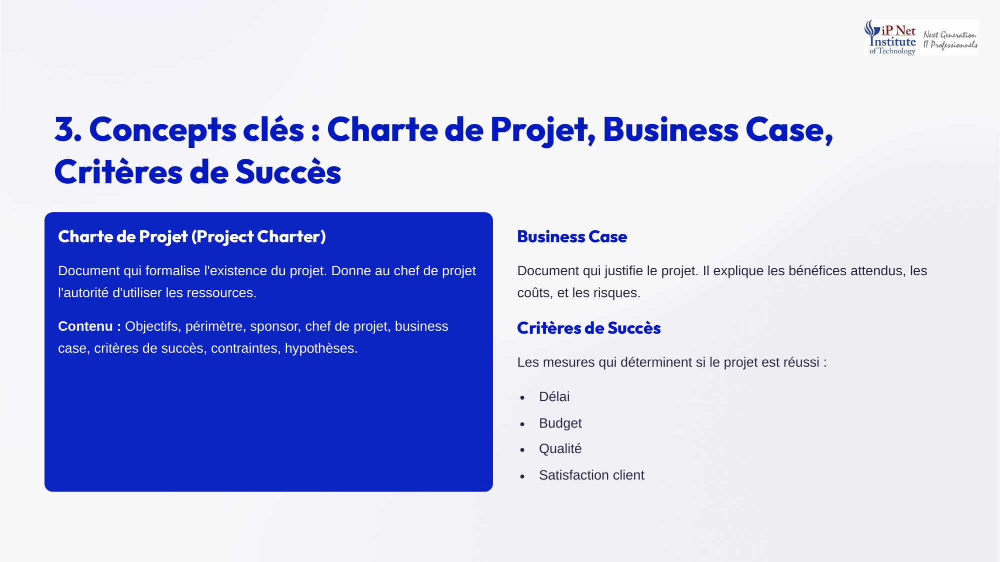 iP Net
Institute
of Technology
Next Generation
IT Professionnels
3. Concepts clés : Charte de Projet, Business Case,
Critères de Succès
Charte de Projet (Project Charter)
Document qui formalise l'existence du projet. Donne au chef de projet
l'autorité d'utiliser les ressources.
Contenu : Objectifs, périmètre, sponsor, chef de projet, business
case, critères de succès, contraintes, hypothèses.
Business Case
Document qui justifie le projet. Il explique les bénéfices attendus, les
coûts, et les risques.
Critères de Succès
Les mesures qui déterminent si le projet est réussi :
• Délai
• Budget
• Qualité
• Satisfaction client